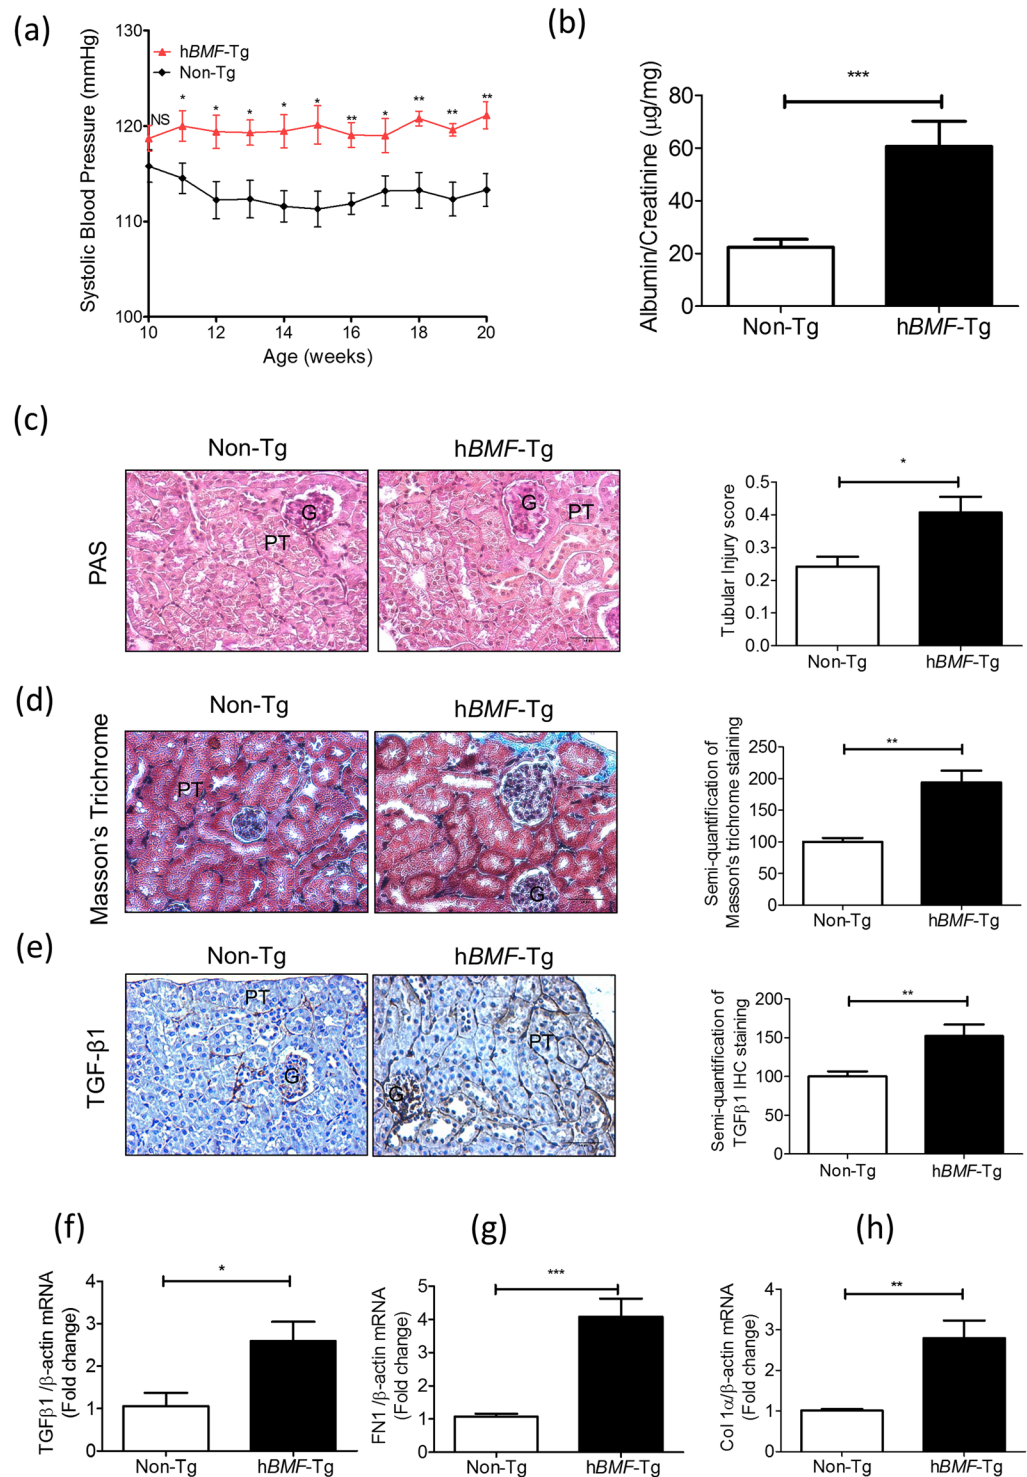 (a)
Systolic Blood Pressure (mmHg)
130
120
110
100
hBMF-Tg
Non-Tg
NS * * * * * ** * ** ** **
10 12 14 16 18 20
Age (weeks)
(b)
Albumin/Creatinine (μg/mg)
80
60
40
20
0
***
Non-Tg hBMF-Tg
(c)
Non-Tg hBMF-Tg
PAS
G
PT
G
PT
Tubular Injury score
0.5
0.4
0.3
0.2
0.1
0.0
*
Non-Tg hBMF-Tg
(d)
Non-Tg hBMF-Tg
Masson's Trichrome
PT
G
Semi-quantification of
Masson's trichrome staining
250
200
150
100
50
0
**
Non-Tg hBMF-Tg
(e)
Non-Tg hBMF-Tg
TGF-β1
PT
G
PT
G
Semi-quantification of
TGFβ1 IHC staining
200
150
100
50
0
**
Non-Tg hBMF-Tg
(f)
TGFβ1 /β-actin mRNA
(Fold change)
4
3
2
1
0
*
Non-Tg hBMF-Tg
(g)
FN1 /β-actin mRNA
(Fold change)
5
4
3
2
1
0
***
Non-Tg hBMF-Tg
(h)
Col 1α/β-actin mRNA
(Fold change)
4
3
2
1
0
**
Non-Tg hBMF-Tg